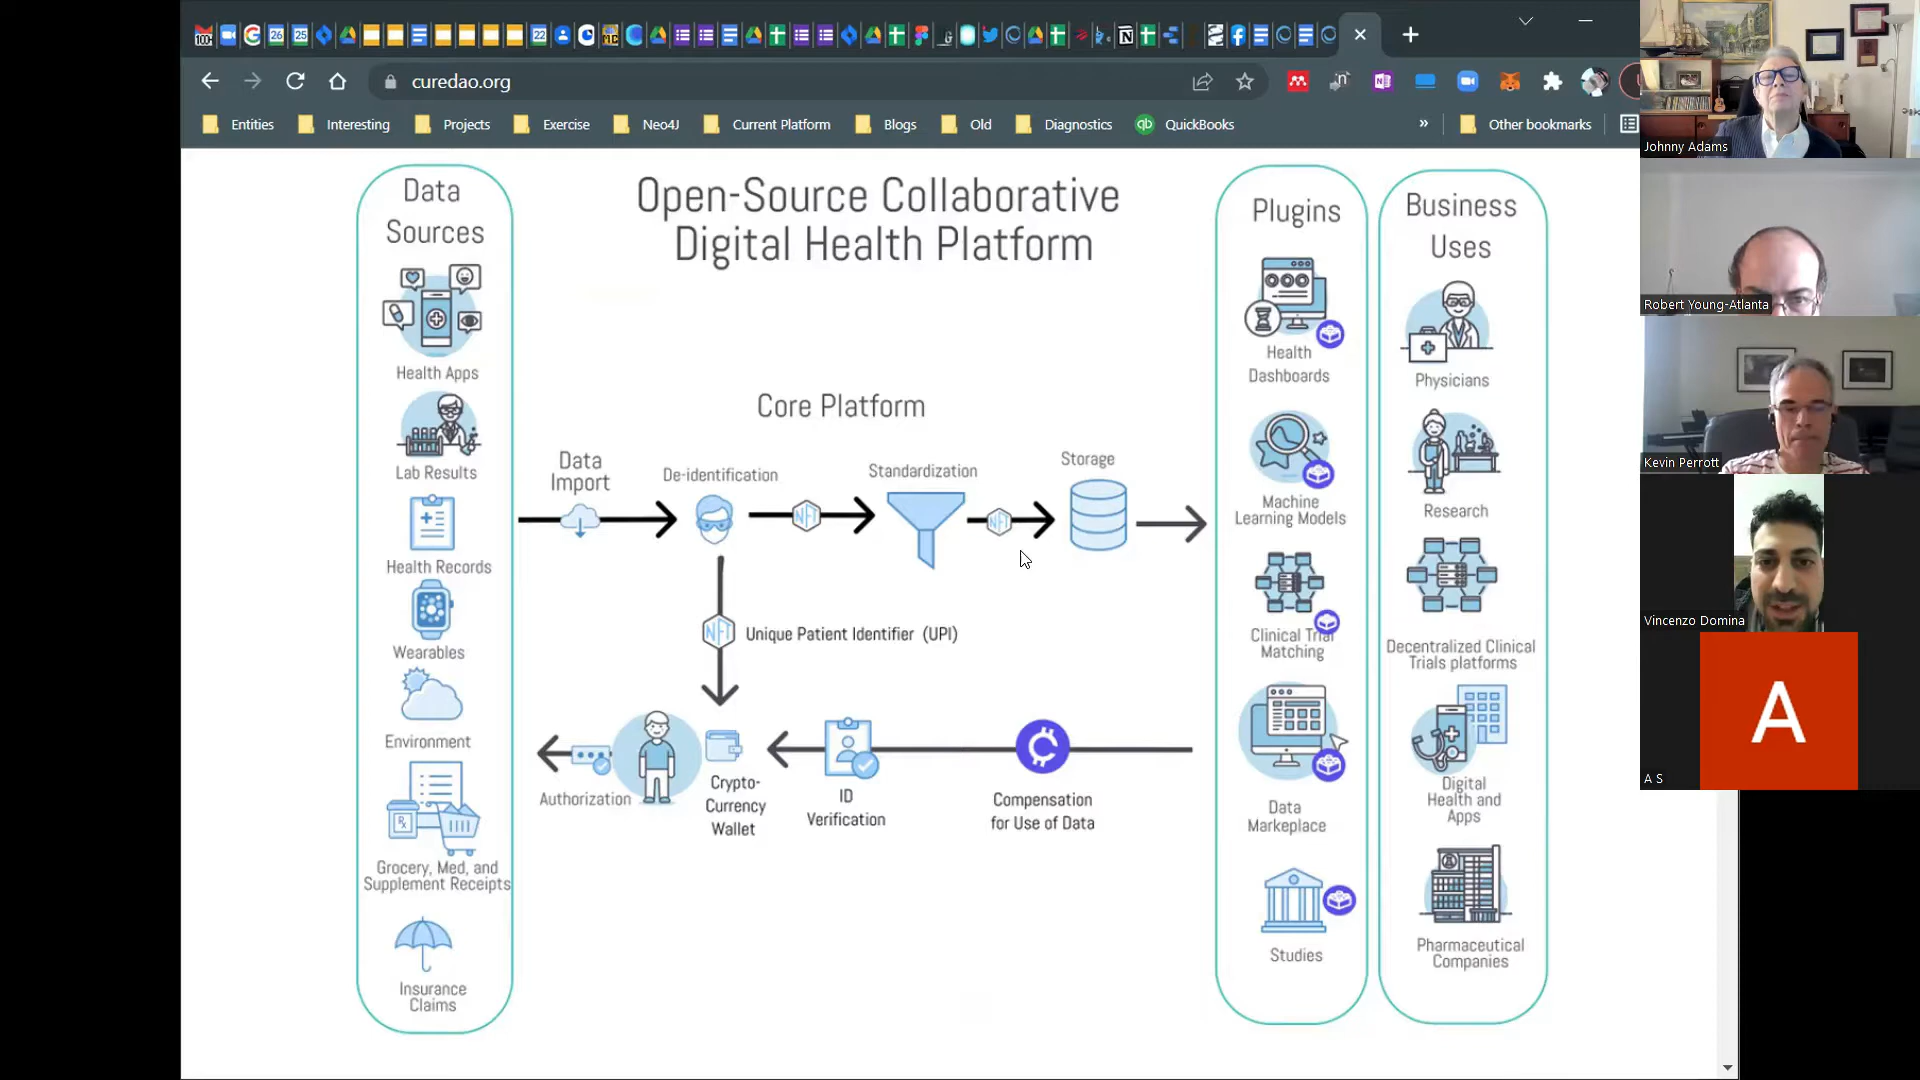 curedao.org
Entities
Interesting
Projects
Exercise
Neo4J
Current Platform
Blogs
Old
Diagnostics
QuickBooks
»
Other bookmarks
Data
Sources
Health Apps
Lab Results
Health Records
Wearables
Environment
Grocery, Med, and
Supplement Receipts
Insurance
Claims
Open-Source Collaborative
Digital Health Platform
Core Platform
Data
Import
De-identification
NFT
Standardization
NFT
Storage
NFT
Unique Patient Identifier (UPI)
Authorization
Crypto-
Currency
Wallet
ID
Verification
Compensation
for Use of Data
Plugins
Health
Dashboards
Machine
Learning Models
Clinical Trial
Matching
Data
Markeplace
Studies
Business
Uses
Physicians
Research
Decentralized Clinical
Trials platforms
Digital
Health and
Apps
Pharmaceutical
Companies
Johnny Adams
Robert Young-Atlanta
Kevin Perrott
Vincenzo Domina
A
A S